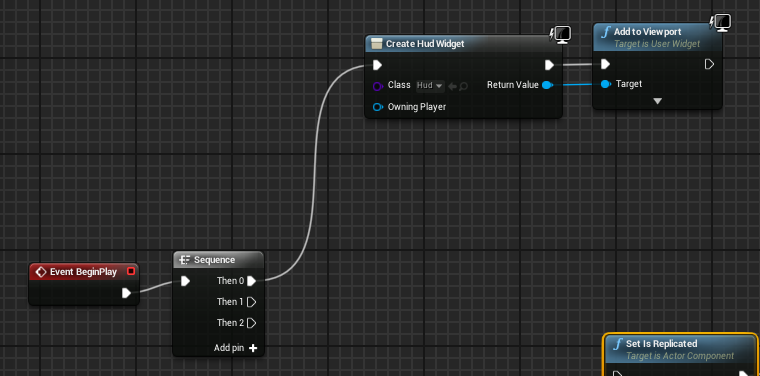 Add to Viewport
Target is User Widget
Target
Create Hud Widget
Class Hud Return Value
Owning Player
Event BeginPlay
Sequence
Then 0
Then 1
Then 2
Add pin
Set Is Replicated
Target is Actor Component